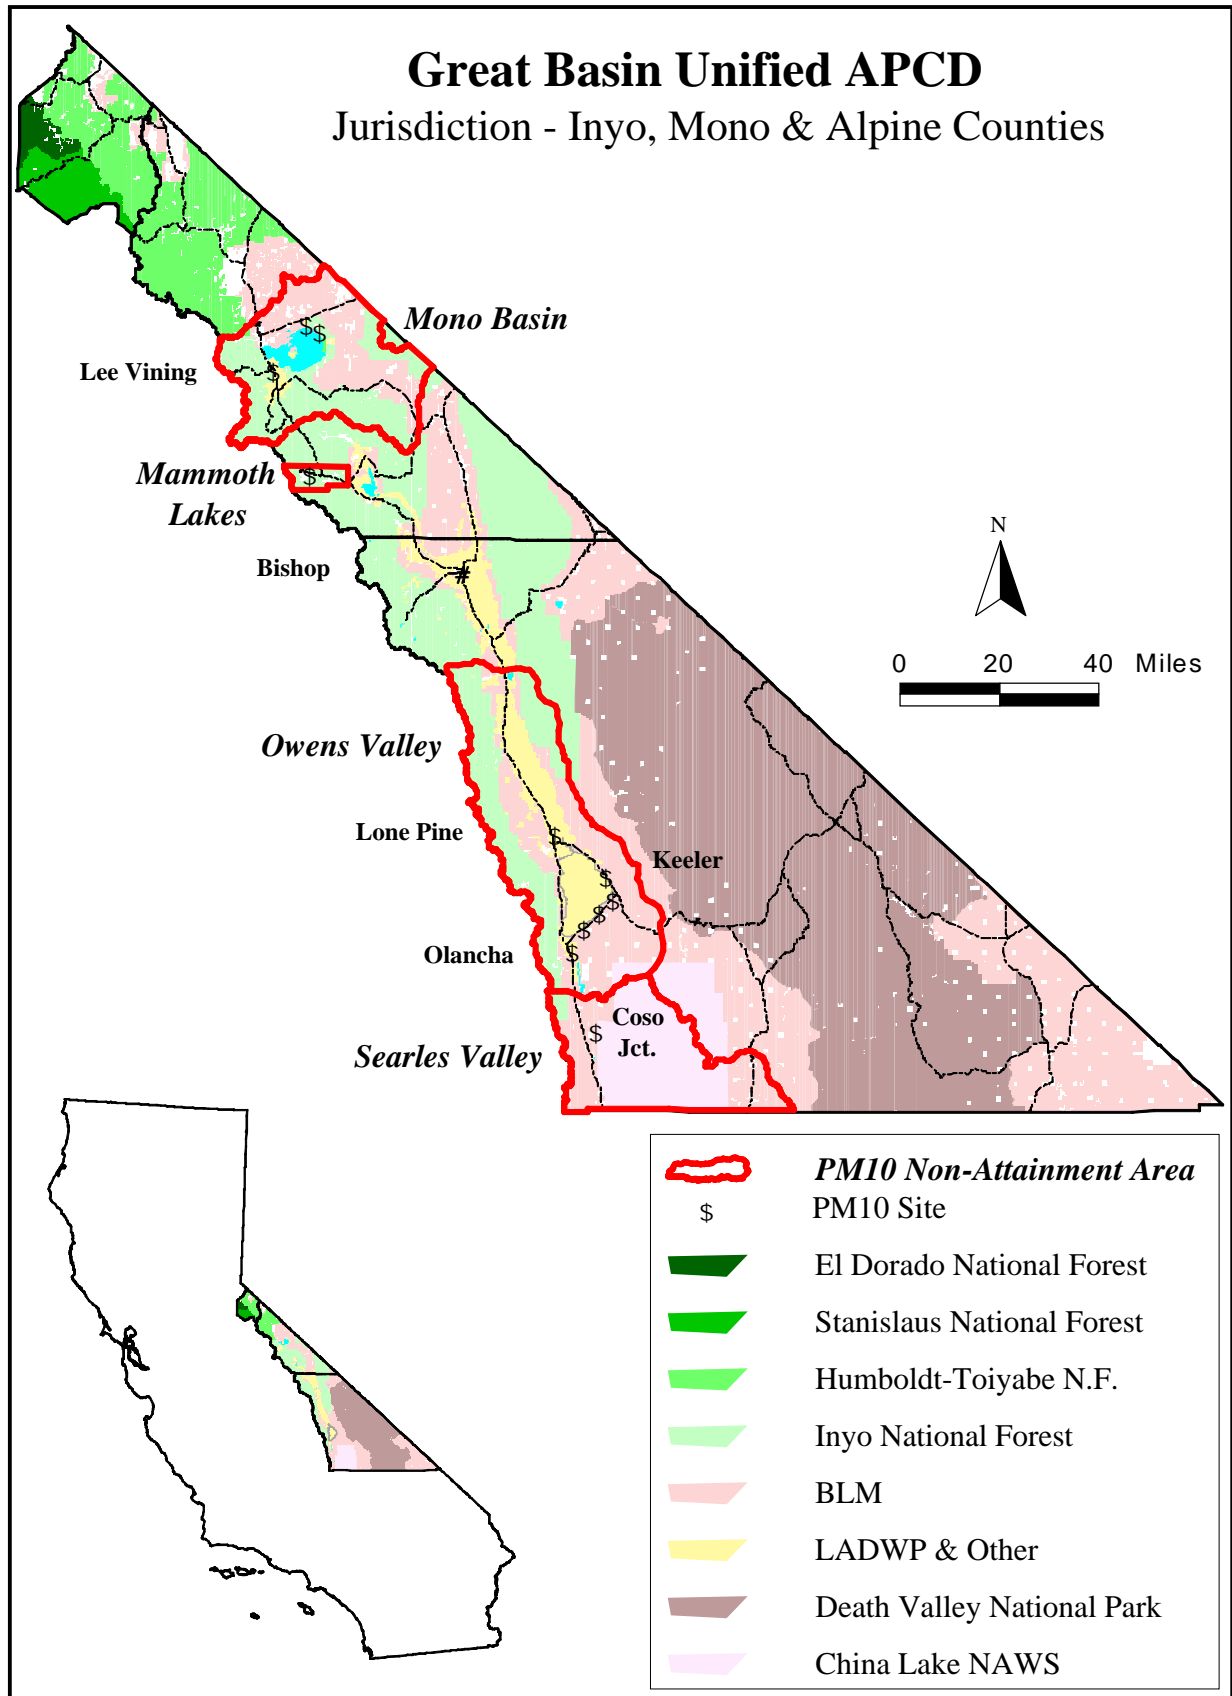 Great Basin Unified APCD
Jurisdiction - Inyo, Mono & Alpine Counties
Mono Basin
$ $
Lee Vining
$
Mammoth
Lakes
$
Bishop
#
N
0 20 40 Miles
Owens Valley
Lone Pine
$
Keeler
$
$
$
$
Olancha
$
Coso
Jct.
$
Searles Valley
PM10 Non-Attainment Area
$ PM10 Site
El Dorado National Forest
Stanislaus National Forest
Humboldt-Toiyabe N.F.
Inyo National Forest
BLM
LADWP & Other
Death Valley National Park
China Lake NAWS